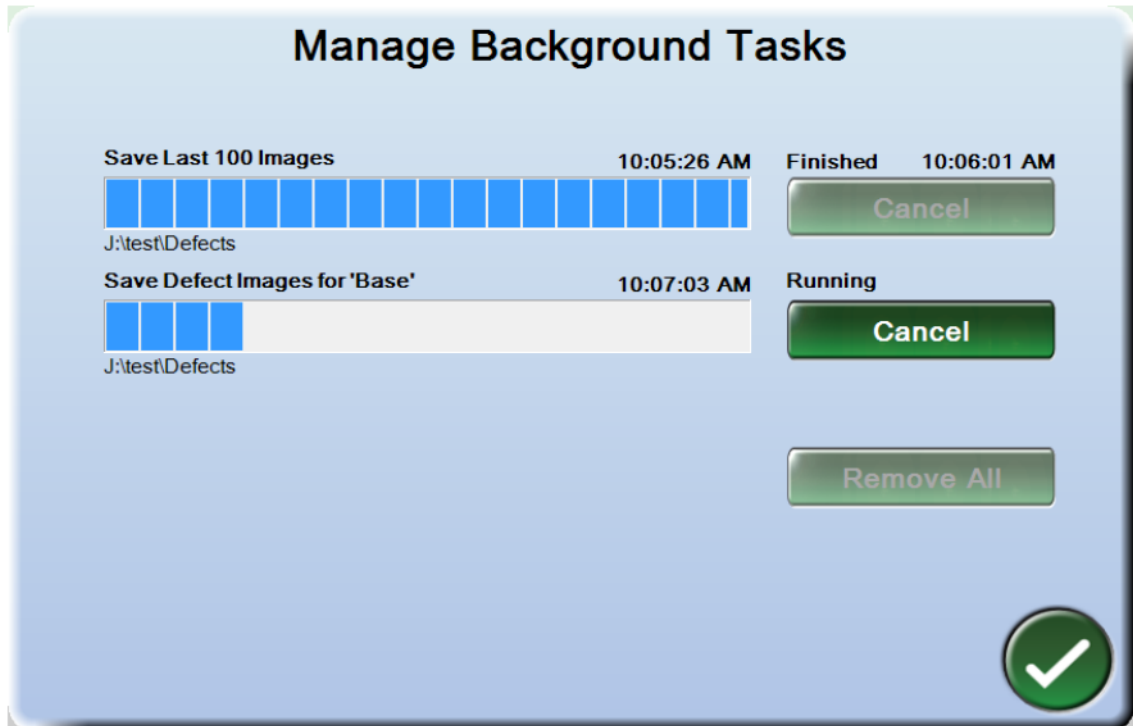 Manage Background Tasks
Save Last 100 Images 10:05:26 AM Finished 10:06:01 AM
Cancel
J:\test\Defects
Save Defect Images for 'Base' 10:07:03 AM Running
Cancel
J:\test\Defects
Remove All